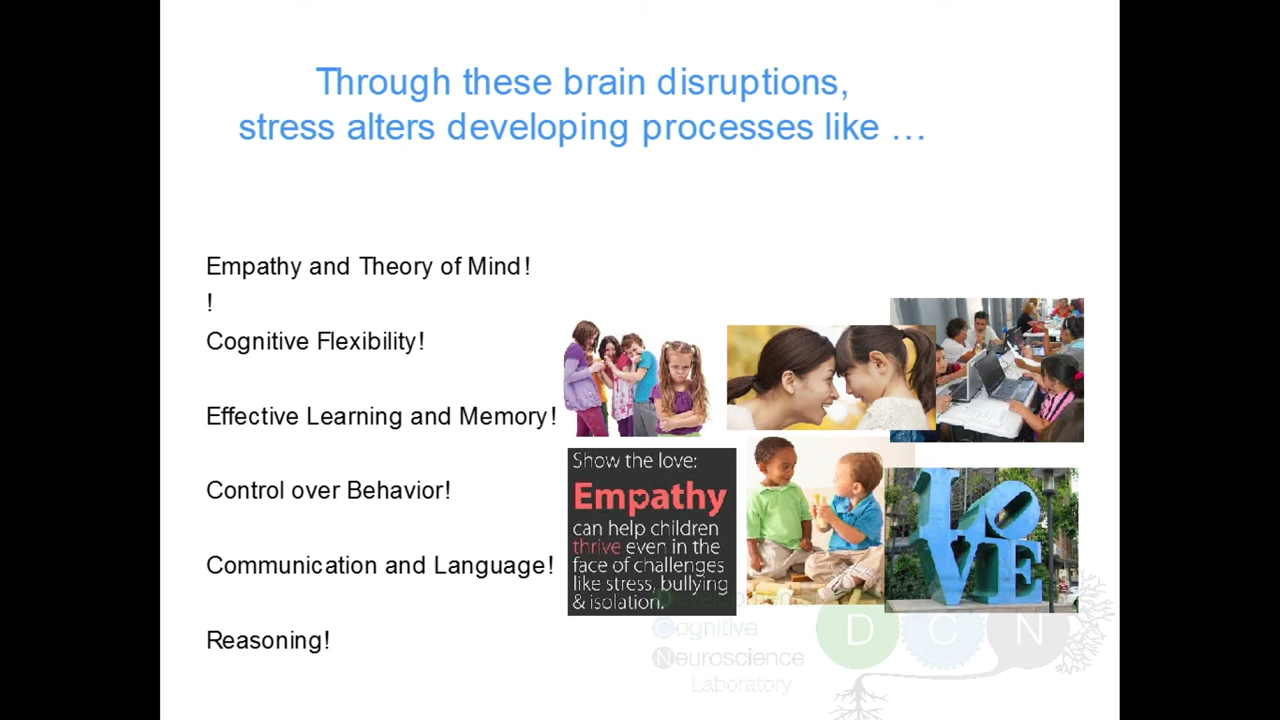 Through these brain disruptions,
stress alters developing processes like …
Empathy and Theory of Mind!
!
Cognitive Flexibility!
Effective Learning and Memory!
Control over Behavior!
Communication and Language!
Reasoning!
Show the love:
Empathy
can help children
thrive even in the
face of challenges
like stress, bullying
& isolation.
LO
VE
Cognitive
Neuroscience
Laboratory
D C N